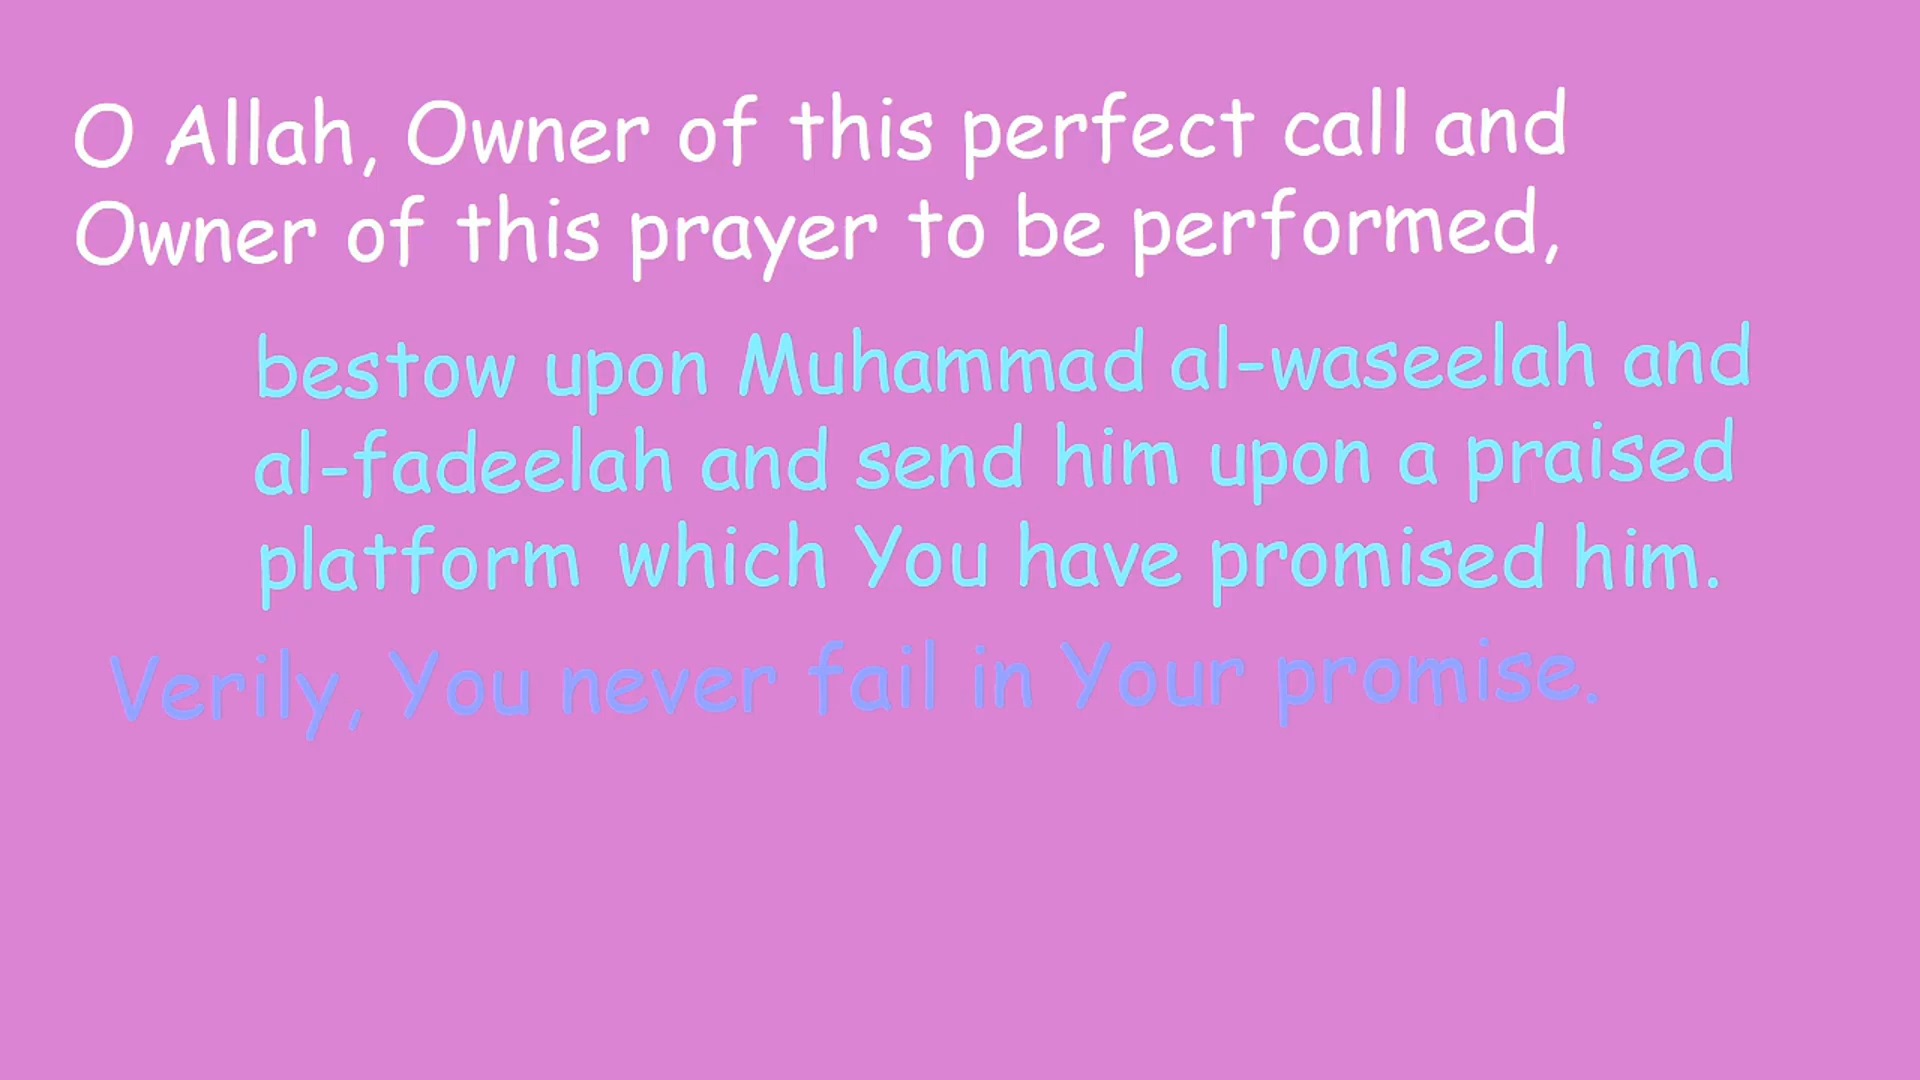 O Allah, Owner of this perfect call and
Owner of this prayer to be performed,
bestow upon Muhammad al-waseelah and
al-fadeelah and send him upon a praised
platform which You have promised him.
Verily, You never fail in Your promise.